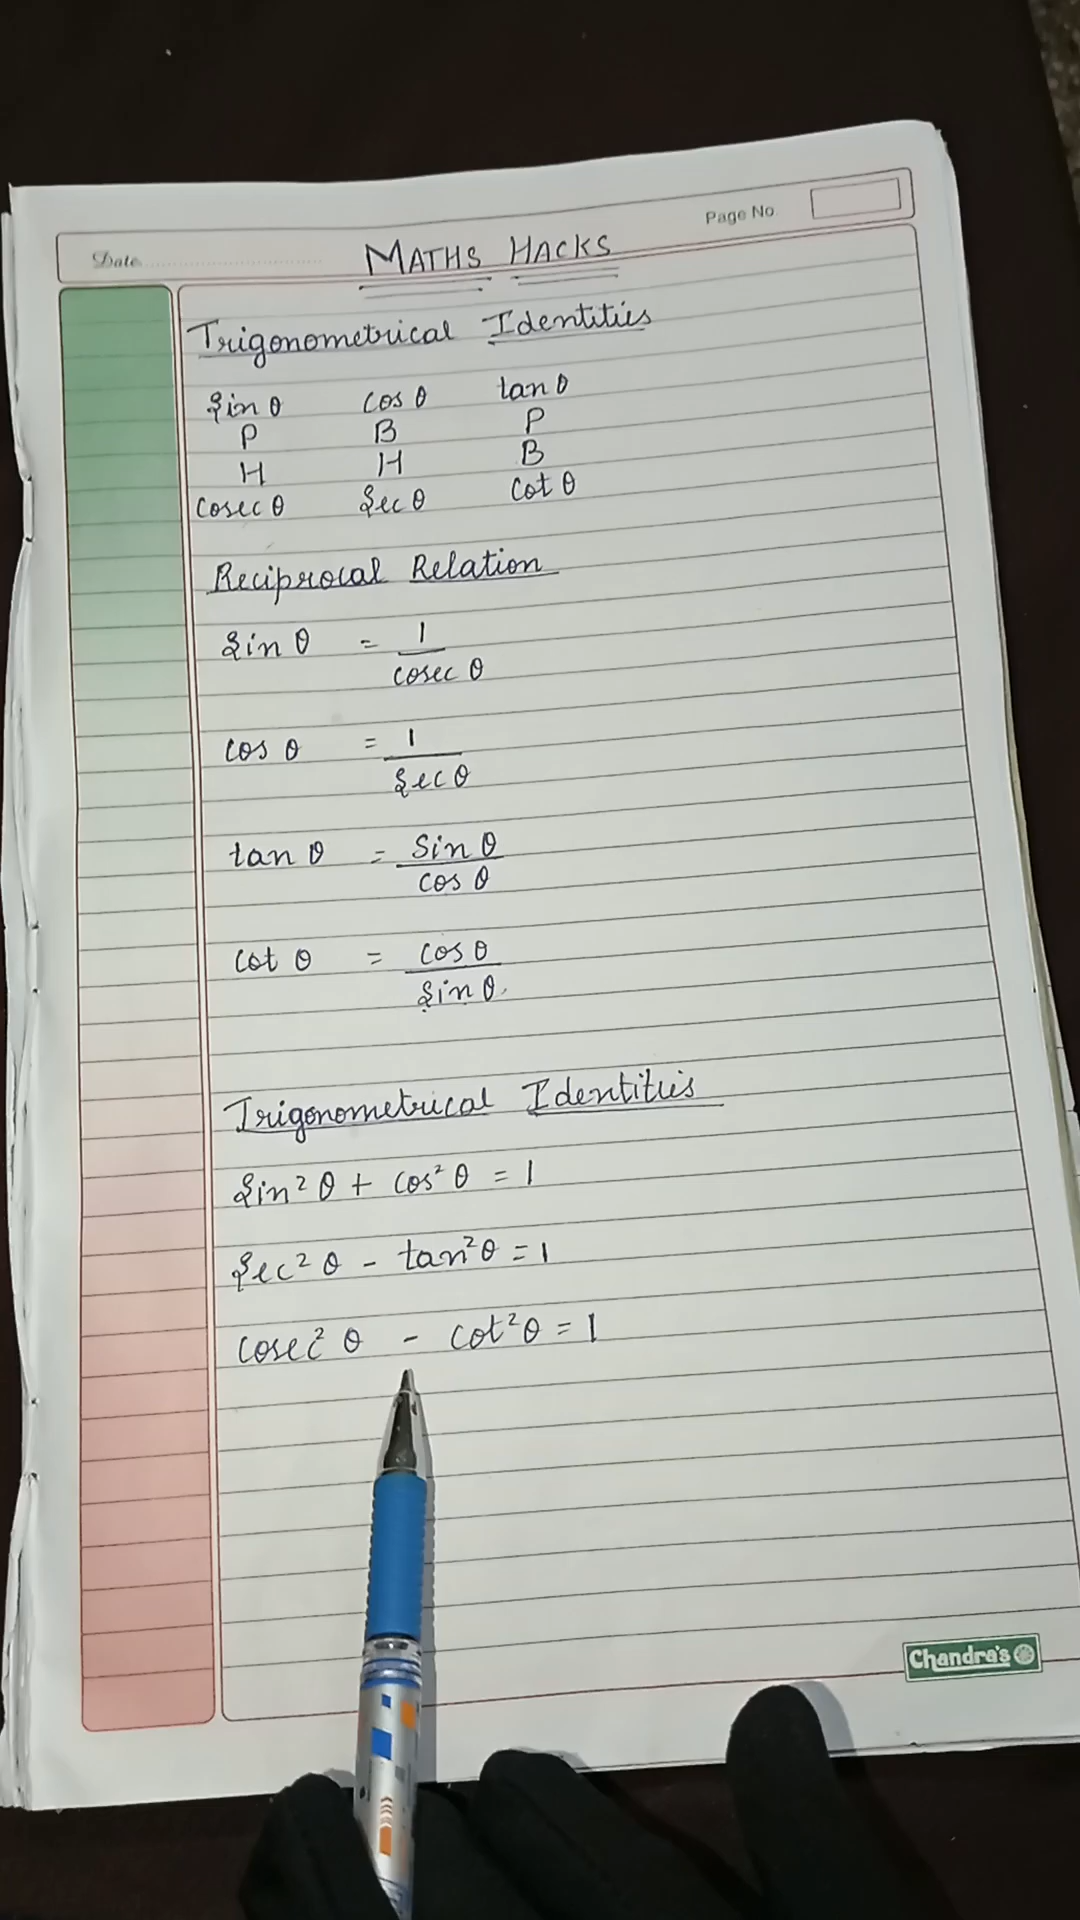 Date
Page No
MATHS HACKS
Trigonometrical Identities
Sin θ cos θ tan θ
P B P
H H B
cosec θ Sec θ cot θ
Reciprocal Relation
Sin θ = 1
cosec θ
cos θ = 1
Sec θ
tan θ = Sin θ
cos θ
cot θ = cos θ
Sin θ.
Trigonometrical Identities
Sin² θ + cos² θ = 1
Sec² θ - tan² θ = 1
cosec² θ - cot² θ = 1
Chandra's